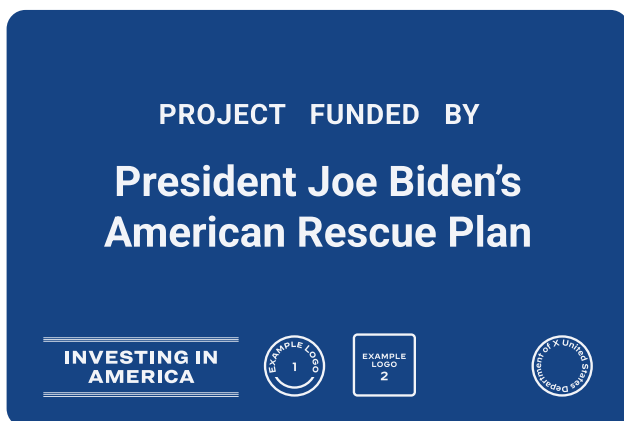 PROJECT FUNDED BY
President Joe Biden’s
American Rescue Plan
INVESTING IN
AMERICA
EXAMPLE LOGO
1
EXAMPLE
LOGO
2
Department of X United States